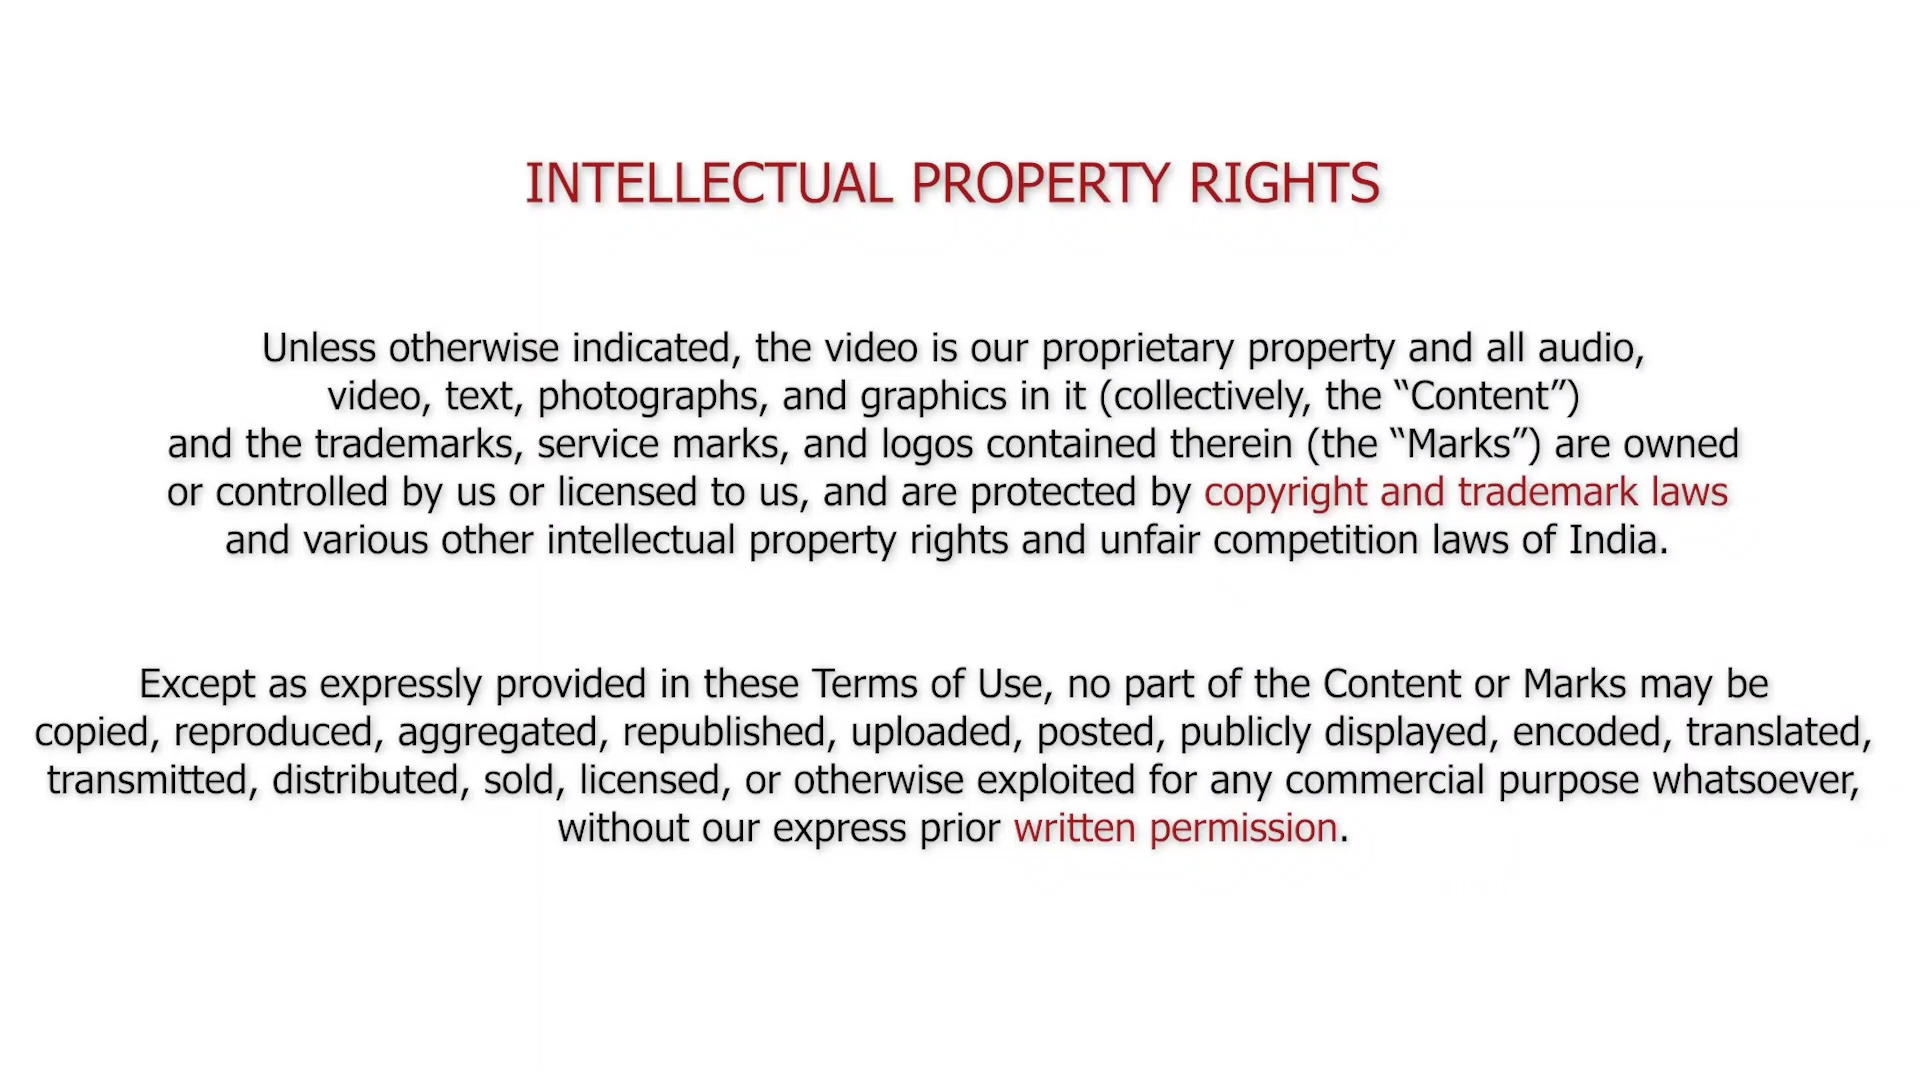 INTELLECTUAL PROPERTY RIGHTS
Unless otherwise indicated, the video is our proprietary property and all audio,
video, text, photographs, and graphics in it (collectively, the “Content”)
and the trademarks, service marks, and logos contained therein (the “Marks”) are owned
or controlled by us or licensed to us, and are protected by copyright and trademark laws
and various other intellectual property rights and unfair competition laws of India.
Except as expressly provided in these Terms of Use, no part of the Content or Marks may be
copied, reproduced, aggregated, republished, uploaded, posted, publicly displayed, encoded, translated,
transmitted, distributed, sold, licensed, or otherwise exploited for any commercial purpose whatsoever,
without our express prior written permission.